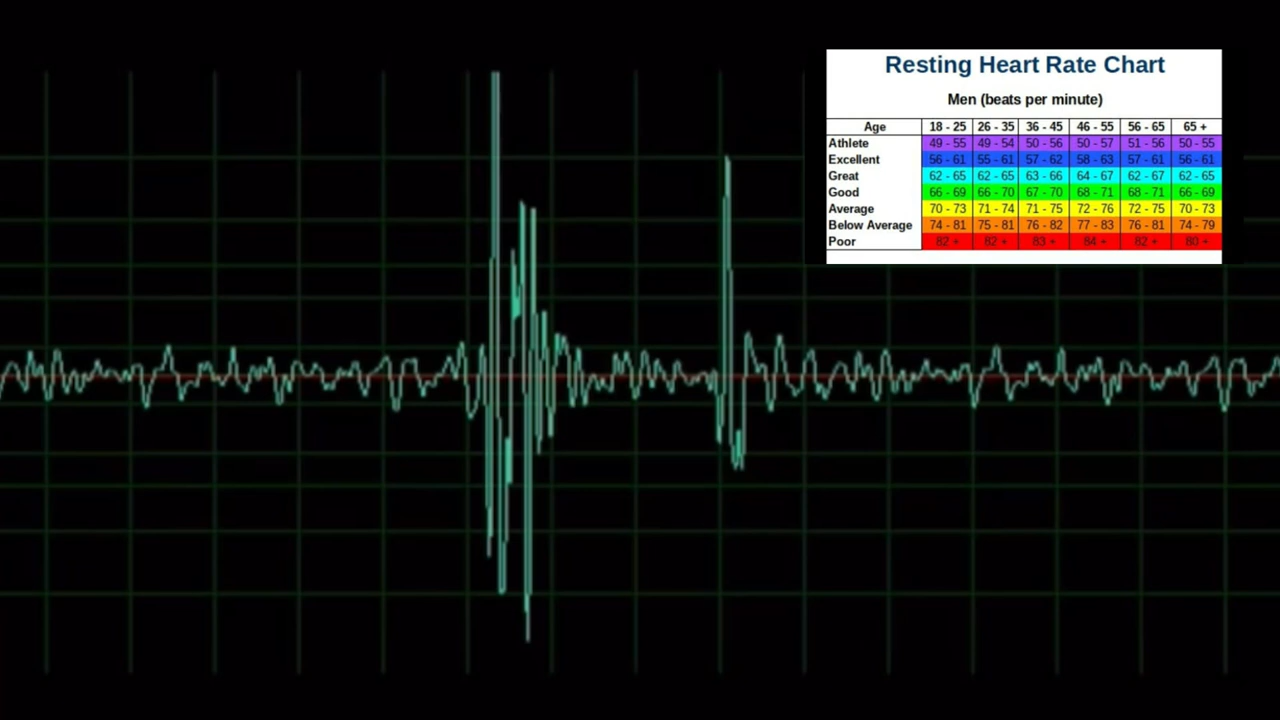 Resting Heart Rate Chart
Men (beats per minute)
Age 18 - 25 26 - 35 36 - 45 46 - 55 56 - 65 65 +
Athlete 49 - 55 49 - 54 50 - 56 50 - 57 51 - 56 50 - 55
Excellent 56 - 61 55 - 61 57 - 62 58 - 63 57 - 61 56 - 61
Great 62 - 65 62 - 65 63 - 66 64 - 67 62 - 67 62 - 65
Good 66 - 69 66 - 70 67 - 70 68 - 71 68 - 71 66 - 69
Average 70 - 73 71 - 74 71 - 75 72 - 76 72 - 75 70 - 73
Below Average 74 - 81 75 - 81 76 - 82 77 - 83 76 - 81 74 - 79
Poor 82 + 82 + 83 + 84 + 82 + 80 +